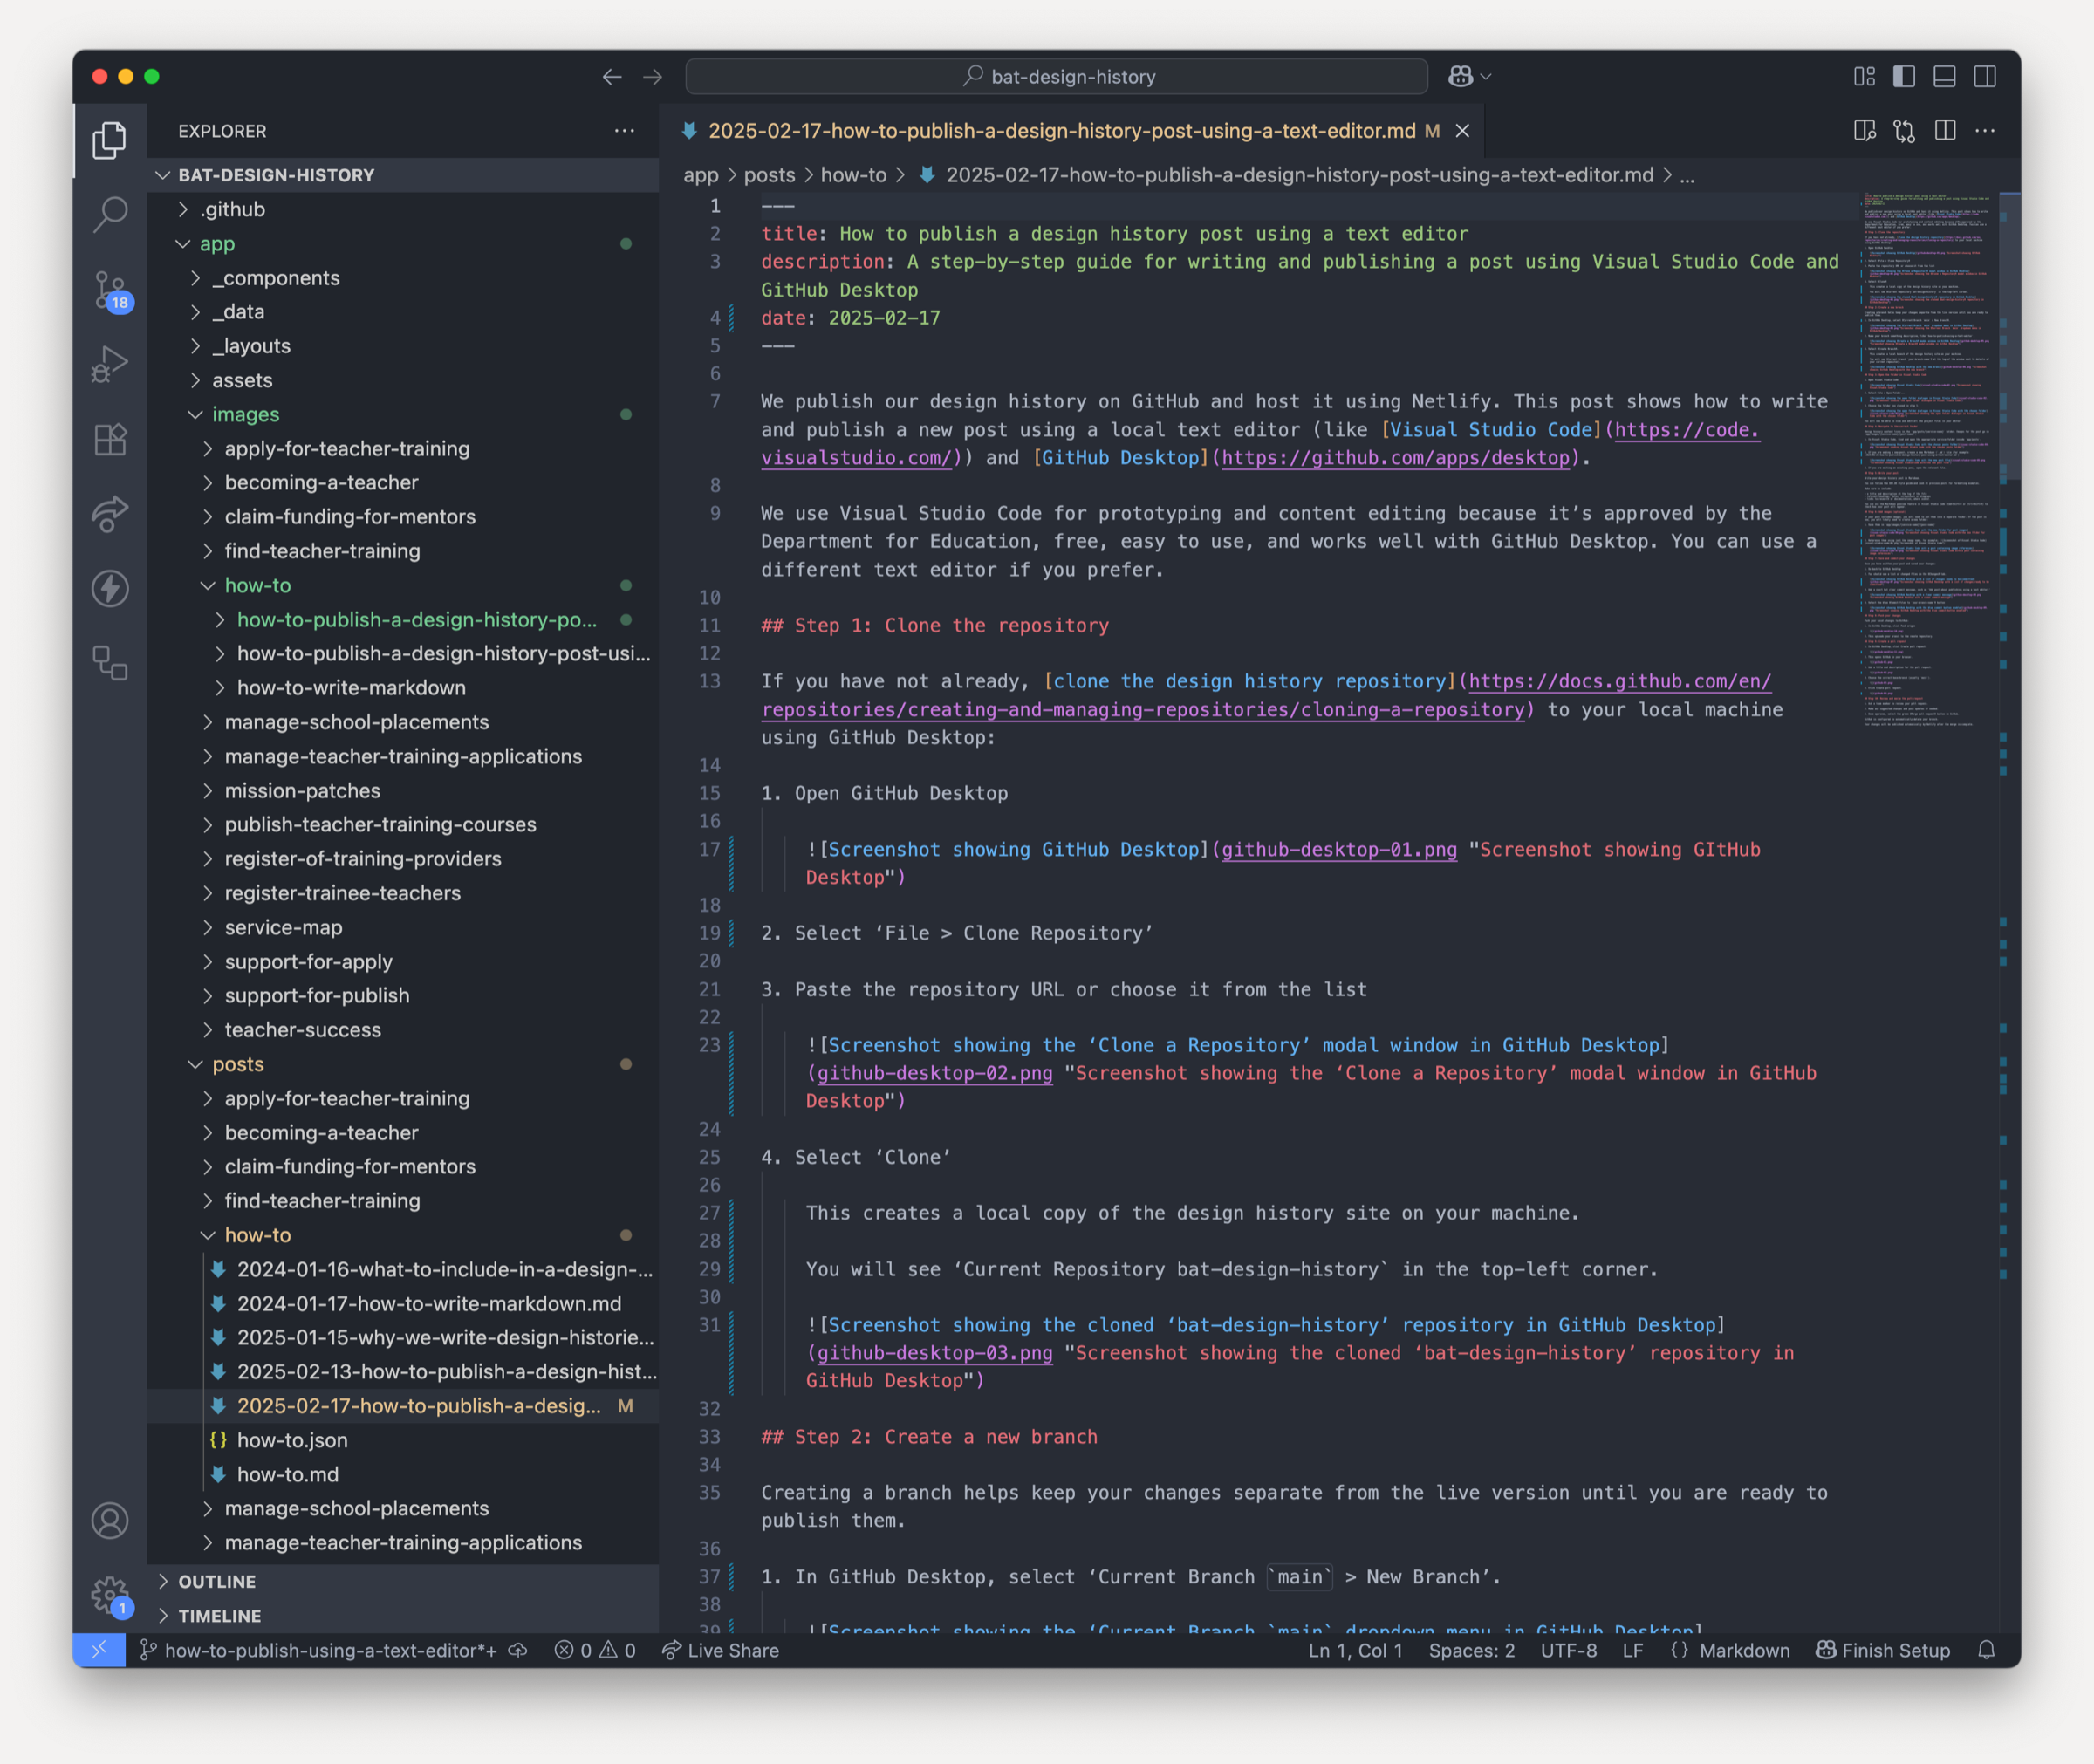 bat-design-history
EXPLORER
BAT-DESIGN-HISTORY
.github
app
_components
_data
_layouts
assets
images
apply-for-teacher-training
becoming-a-teacher
claim-funding-for-mentors
find-teacher-training
how-to
how-to-publish-a-design-history-po...
how-to-publish-a-design-history-post-usi...
how-to-write-markdown
manage-school-placements
manage-teacher-training-applications
mission-patches
publish-teacher-training-courses
register-of-training-providers
register-trainee-teachers
service-map
support-for-apply
support-for-publish
teacher-success
posts
apply-for-teacher-training
becoming-a-teacher
claim-funding-for-mentors
find-teacher-training
how-to
2024-01-16-what-to-include-in-a-design-...
2024-01-17-how-to-write-markdown.md
2025-01-15-why-we-write-design-historie...
2025-02-13-how-to-publish-a-design-hist...
2025-02-17-how-to-publish-a-desig... M
{} how-to.json
how-to.md
manage-school-placements
manage-teacher-training-applications
OUTLINE
TIMELINE
18
1
2025-02-17-how-to-publish-a-design-history-post-using-a-text-editor.md M
app > posts > how-to > 2025-02-17-how-to-publish-a-design-history-post-using-a-text-editor.md > ...
1 ---
2 title: How to publish a design history post using a text editor
3 description: A step-by-step guide for writing and publishing a post using Visual Studio Code and
GitHub Desktop
4 date: 2025-02-17
5 ---
6
7 We publish our design history on GitHub and host it using Netlify. This post shows how to write
and publish a new post using a local text editor (like [Visual Studio Code](https://code.
visualstudio.com/)) and [GitHub Desktop](https://github.com/apps/desktop).
8
9 We use Visual Studio Code for prototyping and content editing because it’s approved by the
Department for Education, free, easy to use, and works well with GitHub Desktop. You can use a
different text editor if you prefer.
10
11 ## Step 1: Clone the repository
12
13 If you have not already, [clone the design history repository](https://docs.github.com/en/
repositories/creating-and-managing-repositories/cloning-a-repository) to your local machine
using GitHub Desktop:
14
15 1. Open GitHub Desktop
16
17 ![Screenshot showing GitHub Desktop](github-desktop-01.png "Screenshot showing GItHub
Desktop")
18
19 2. Select ‘File > Clone Repository’
20
21 3. Paste the repository URL or choose it from the list
22
23 ![Screenshot showing the ‘Clone a Repository’ modal window in GitHub Desktop]
(github-desktop-02.png "Screenshot showing the ‘Clone a Repository’ modal window in GitHub
Desktop")
24
25 4. Select ‘Clone’
26
27 This creates a local copy of the design history site on your machine.
28
29 You will see ‘Current Repository bat-design-history` in the top-left corner.
30
31 ![Screenshot showing the cloned ‘bat-design-history’ repository in GitHub Desktop]
(github-desktop-03.png "Screenshot showing the cloned ‘bat-design-history’ repository in
GitHub Desktop")
32
33 ## Step 2: Create a new branch
34
35 Creating a branch helps keep your changes separate from the live version until you are ready to
publish them.
36
37 1. In GitHub Desktop, select ‘Current Branch `main` > New Branch’.
38
39 ![Screenshot showing the ‘Current Branch `main` dropdown menu in GitHub Desktop]
how-to-publish-using-a-text-editor*+ 0 0 Live Share
Ln 1, Col 1 Spaces: 2 UTF-8 LF {} Markdown Finish Setup